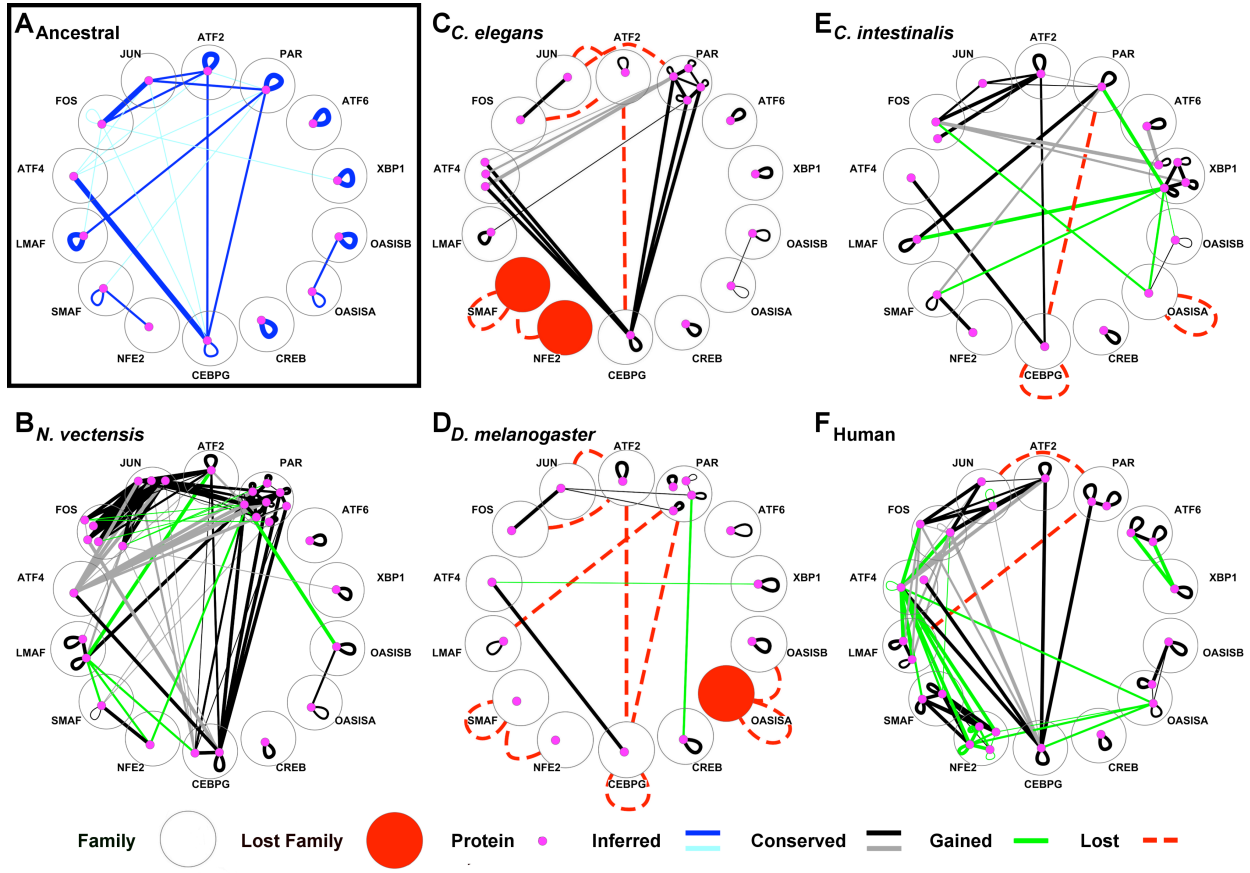 A Ancestral
ATF2
JUN
PAR
FOS
ATF6
ATF4
XBP1
LMAF
OASISB
SMAF
OASISA
NFE2
CREB
CEBPG
C C. elegans
ATF2
JUN
PAR
FOS
ATF6
ATF4
XBP1
LMAF
OASISB
SMAF
OASISA
NFE2
CREB
CEBPG
E C. intestinalis
ATF2
JUN
PAR
FOS
ATF6
ATF4
XBP1
LMAF
OASISB
SMAF
OASISA
NFE2
CREB
CEBPG
B N. vectensis
ATF2
JUN
PAR
FOS
ATF6
ATF4
XBP1
LMAF
OASISB
SMAF
OASISA
NFE2
CREB
CEBPG
D D. melanogaster
ATF2
JUN
PAR
FOS
ATF6
ATF4
XBP1
LMAF
OASISB
SMAF
OASISA
NFE2
CREB
CEBPG
F Human
ATF2
JUN
PAR
FOS
ATF6
ATF4
XBP1
LMAF
OASISB
SMAF
OASISA
NFE2
CREB
CEBPG
Family Lost Family Protein Inferred Conserved Gained Lost